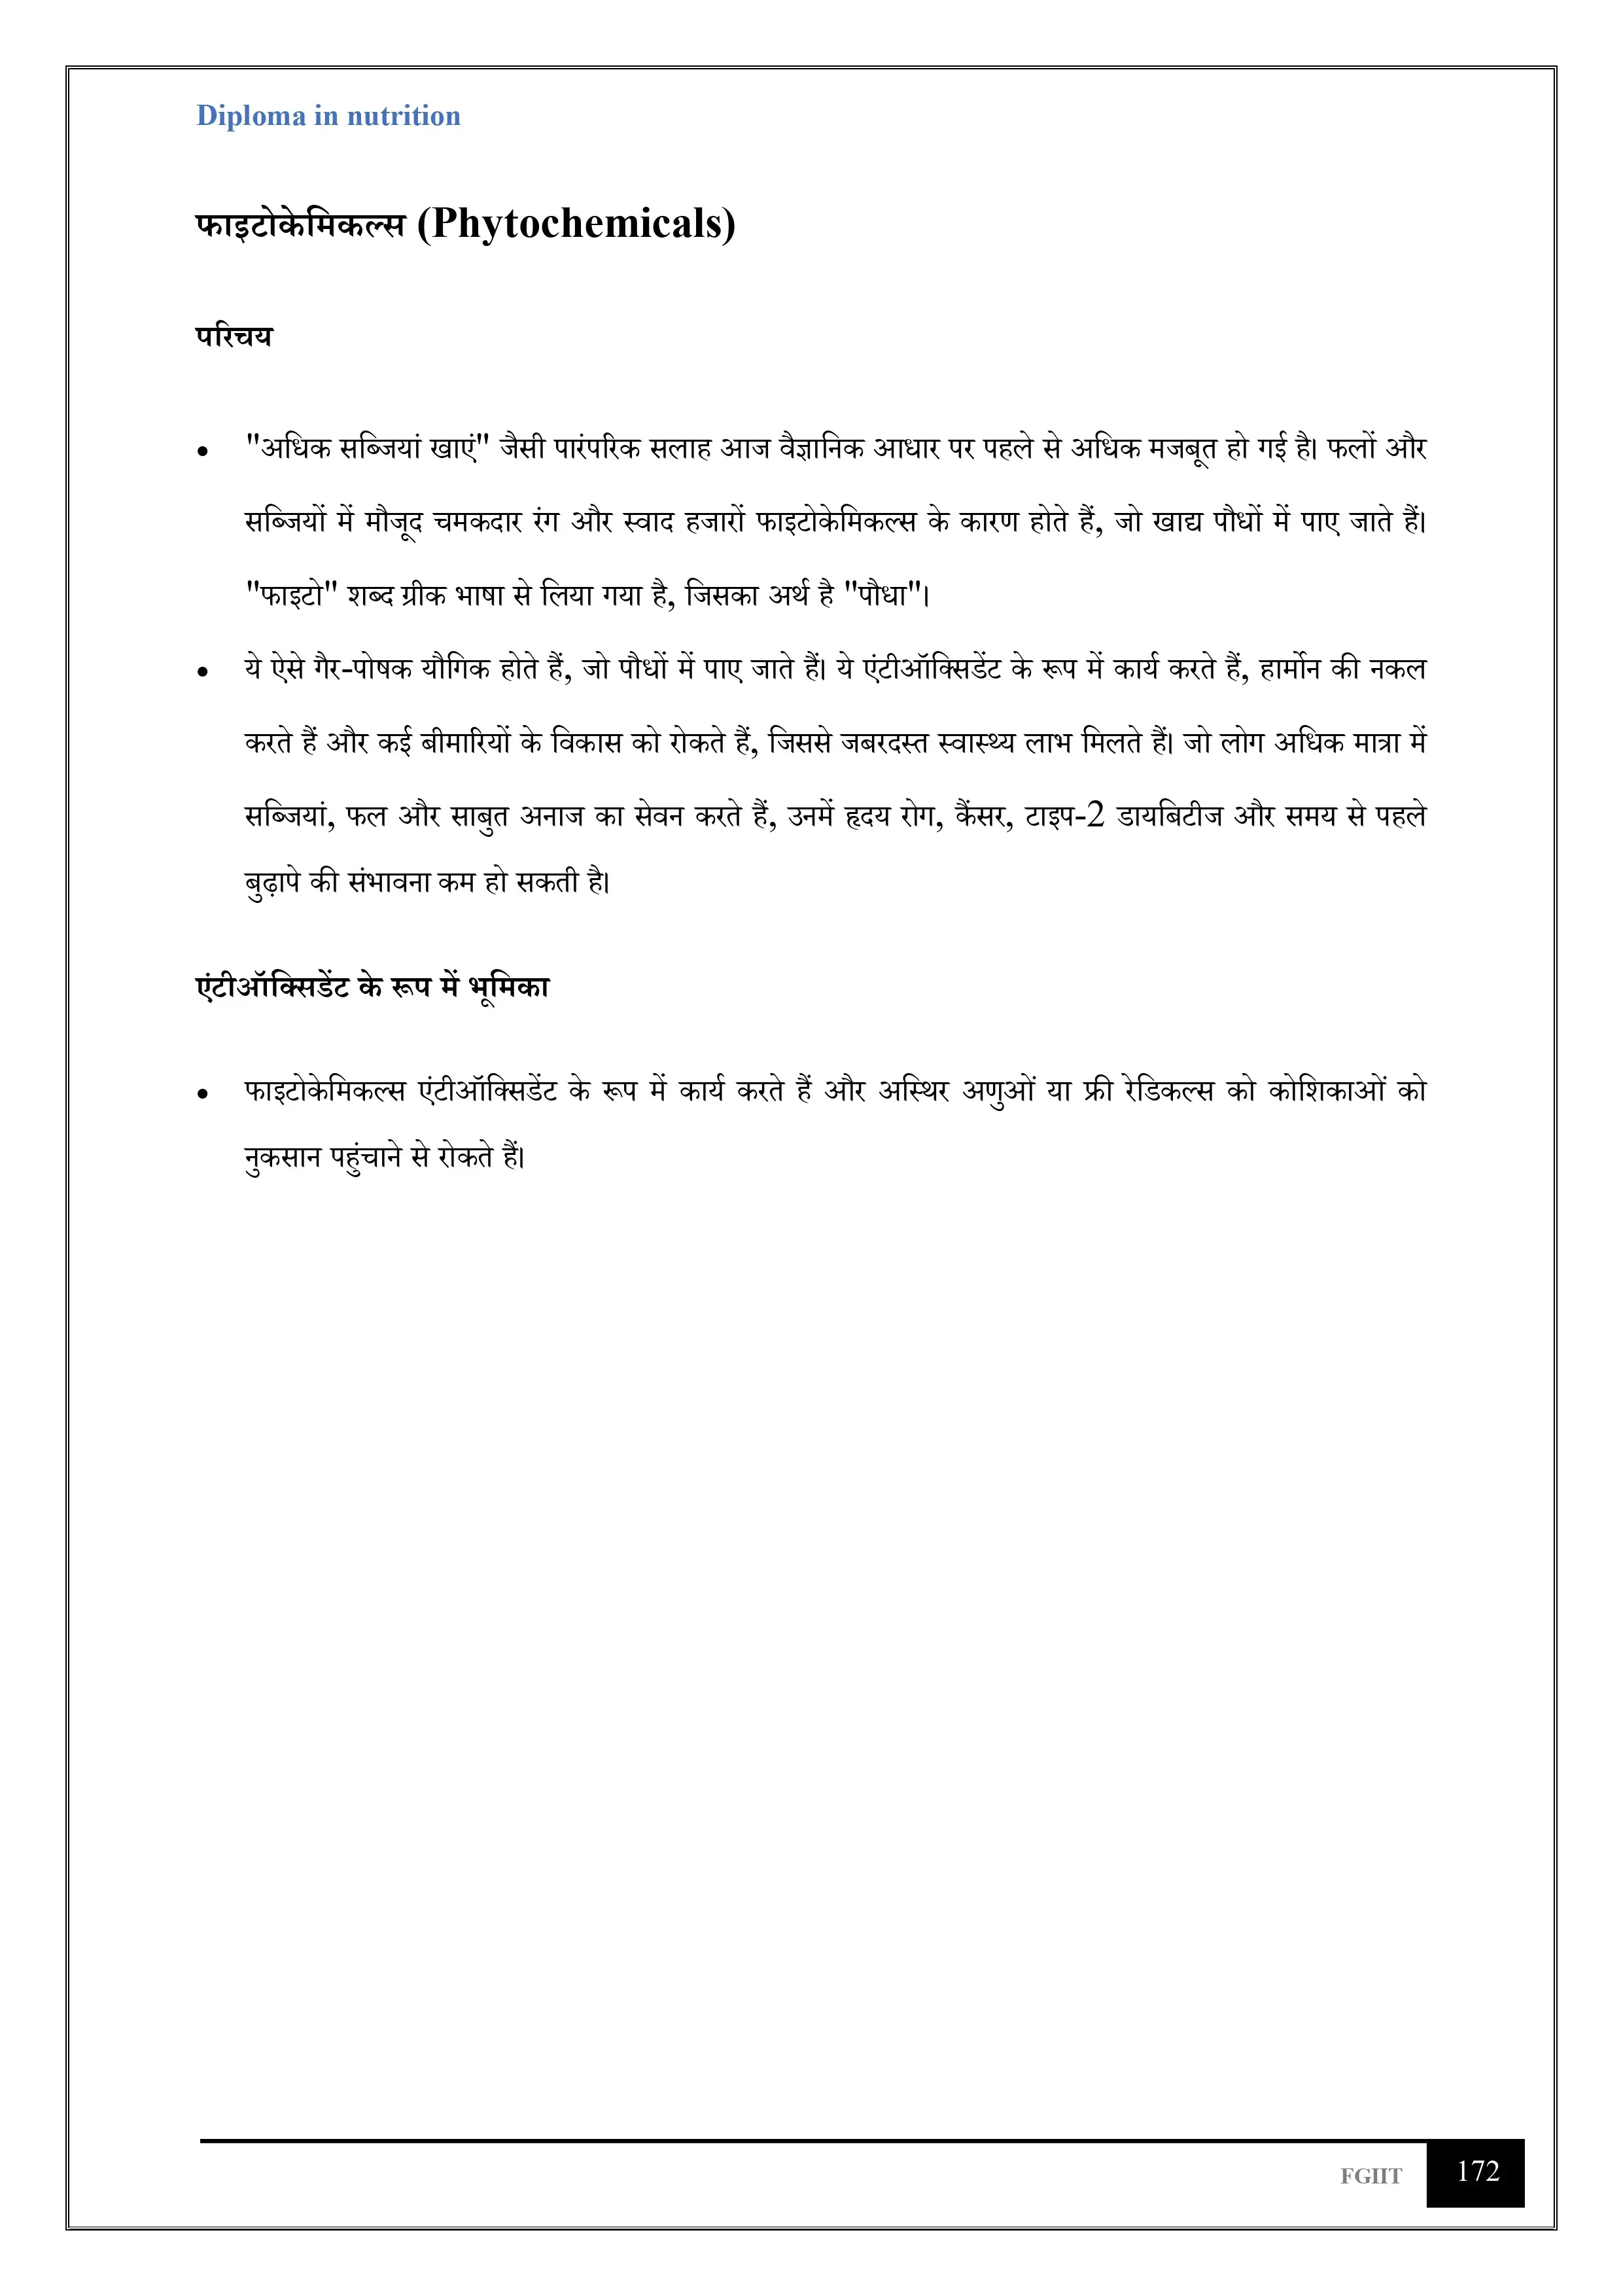 Diploma in nutrition
फाइटोकेमिकल्स (Phytochemicals)
परिचय
• "अधिक सब्जियां खाएं" जैसी पारंपरिक सलाह आज वैज्ञानिक आधार पर पहले से अधिक मजबूत हो गई है। फलों और
सब्जियों में मौजूद चमकदार रंग और स्वाद हजारों फाइटोकेमिकल्स के कारण होते हैं, जो खाद्य पौधों में पाए जाते हैं।
"फाइटो" शब्द ग्रीक भाषा से लिया गया है, जिसका अर्थ है "पौधा"।
• ये ऐसे गैर-पोषक यौगिक होते हैं, जो पौधों में पाए जाते हैं। ये एंटीऑक्सिडेंट के रूप में कार्य करते हैं, हार्मोन की नकल
करते हैं और कई बीमारियों के विकास को रोकते हैं, जिससे जबरदस्त स्वास्थ्य लाभ मिलते हैं। जो लोग अधिक मात्रा में
सब्जियां, फल और साबुत अनाज का सेवन करते हैं, उनमें हृदय रोग, कैंसर, टाइप-2 डायबिटीज और समय से पहले
बुढ़ापे की संभावना कम हो सकती है।
एंटीऑक्सिडेंट के रूप में भूमिका
• फाइटोकेमिकल्स एंटीऑक्सिडेंट के रूप में कार्य करते हैं और अस्थिर अणुओं या फ्री रेडिकल्स को कोशिकाओं को
नुकसान पहुंचाने से रोकते हैं।
FGIIT 172